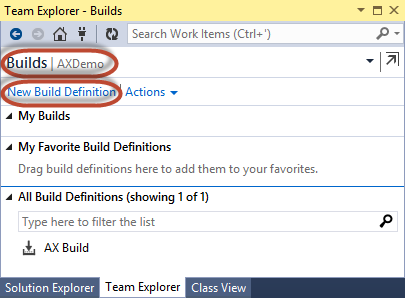 Team Explorer - Builds
Search Work Items (Ctrl+')
Builds | AXDemo
New Build Definition | Actions
My Builds
My Favorite Build Definitions
Drag build definitions here to add them to your favorites.
All Build Definitions (showing 1 of 1)
Type here to filter the list
AX Build
Solution Explorer Team Explorer Class View